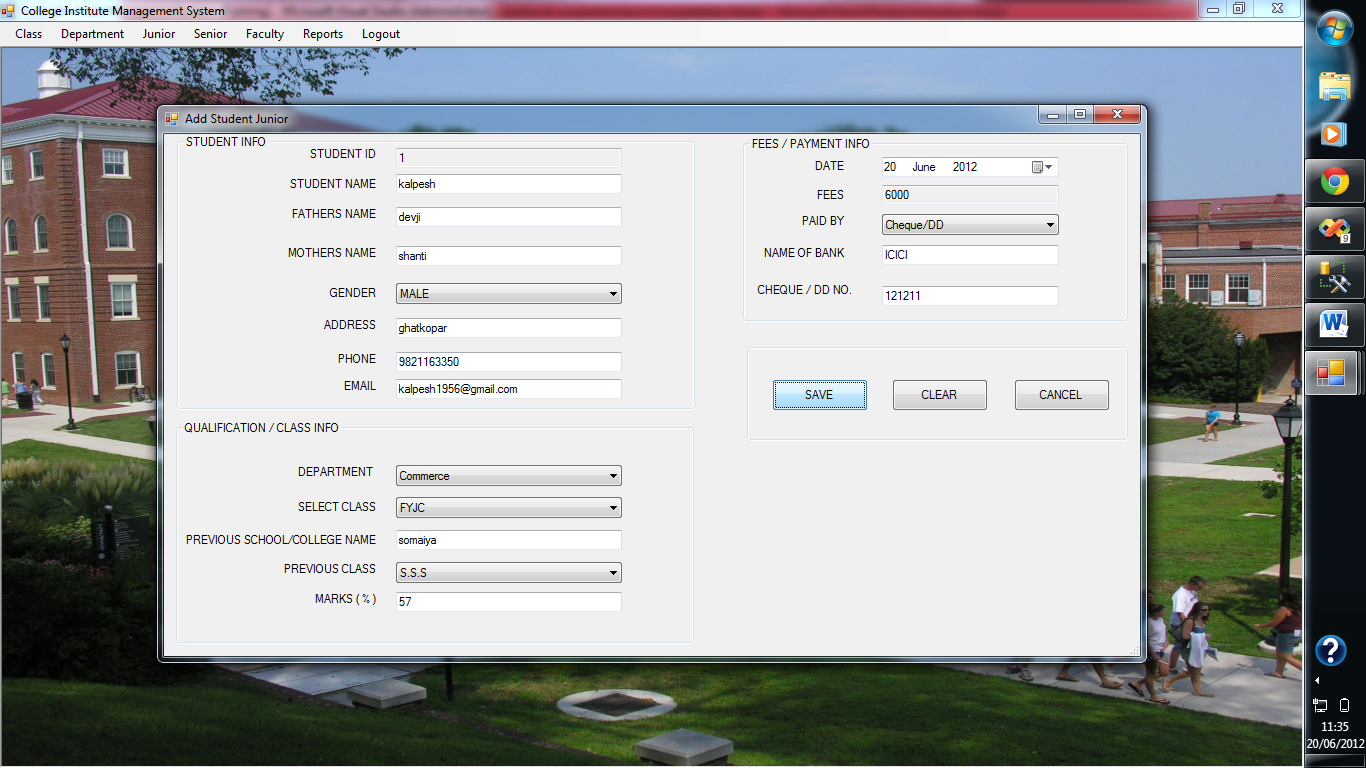 College Institute Management System
Class Department Junior Senior Faculty Reports Logout
Add Student Junior
STUDENT INFO
STUDENT ID 1
STUDENT NAME kalpesh
FATHERS NAME devji
MOTHERS NAME shanti
GENDER MALE
ADDRESS ghatkopar
PHONE 9821163350
EMAIL kalpesh1956@gmail.com
QUALIFICATION / CLASS INFO
DEPARTMENT Commerce
SELECT CLASS FYJC
PREVIOUS SCHOOL/COLLEGE NAME somaiya
PREVIOUS CLASS S.S.S
MARKS ( % ) 57
FEES / PAYMENT INFO
DATE 20 June 2012
FEES 6000
PAID BY Cheque/DD
NAME OF BANK ICICI
CHEQUE / DD NO. 121211
SAVE CLEAR CANCEL
9
W
?
11:35
20/06/2012